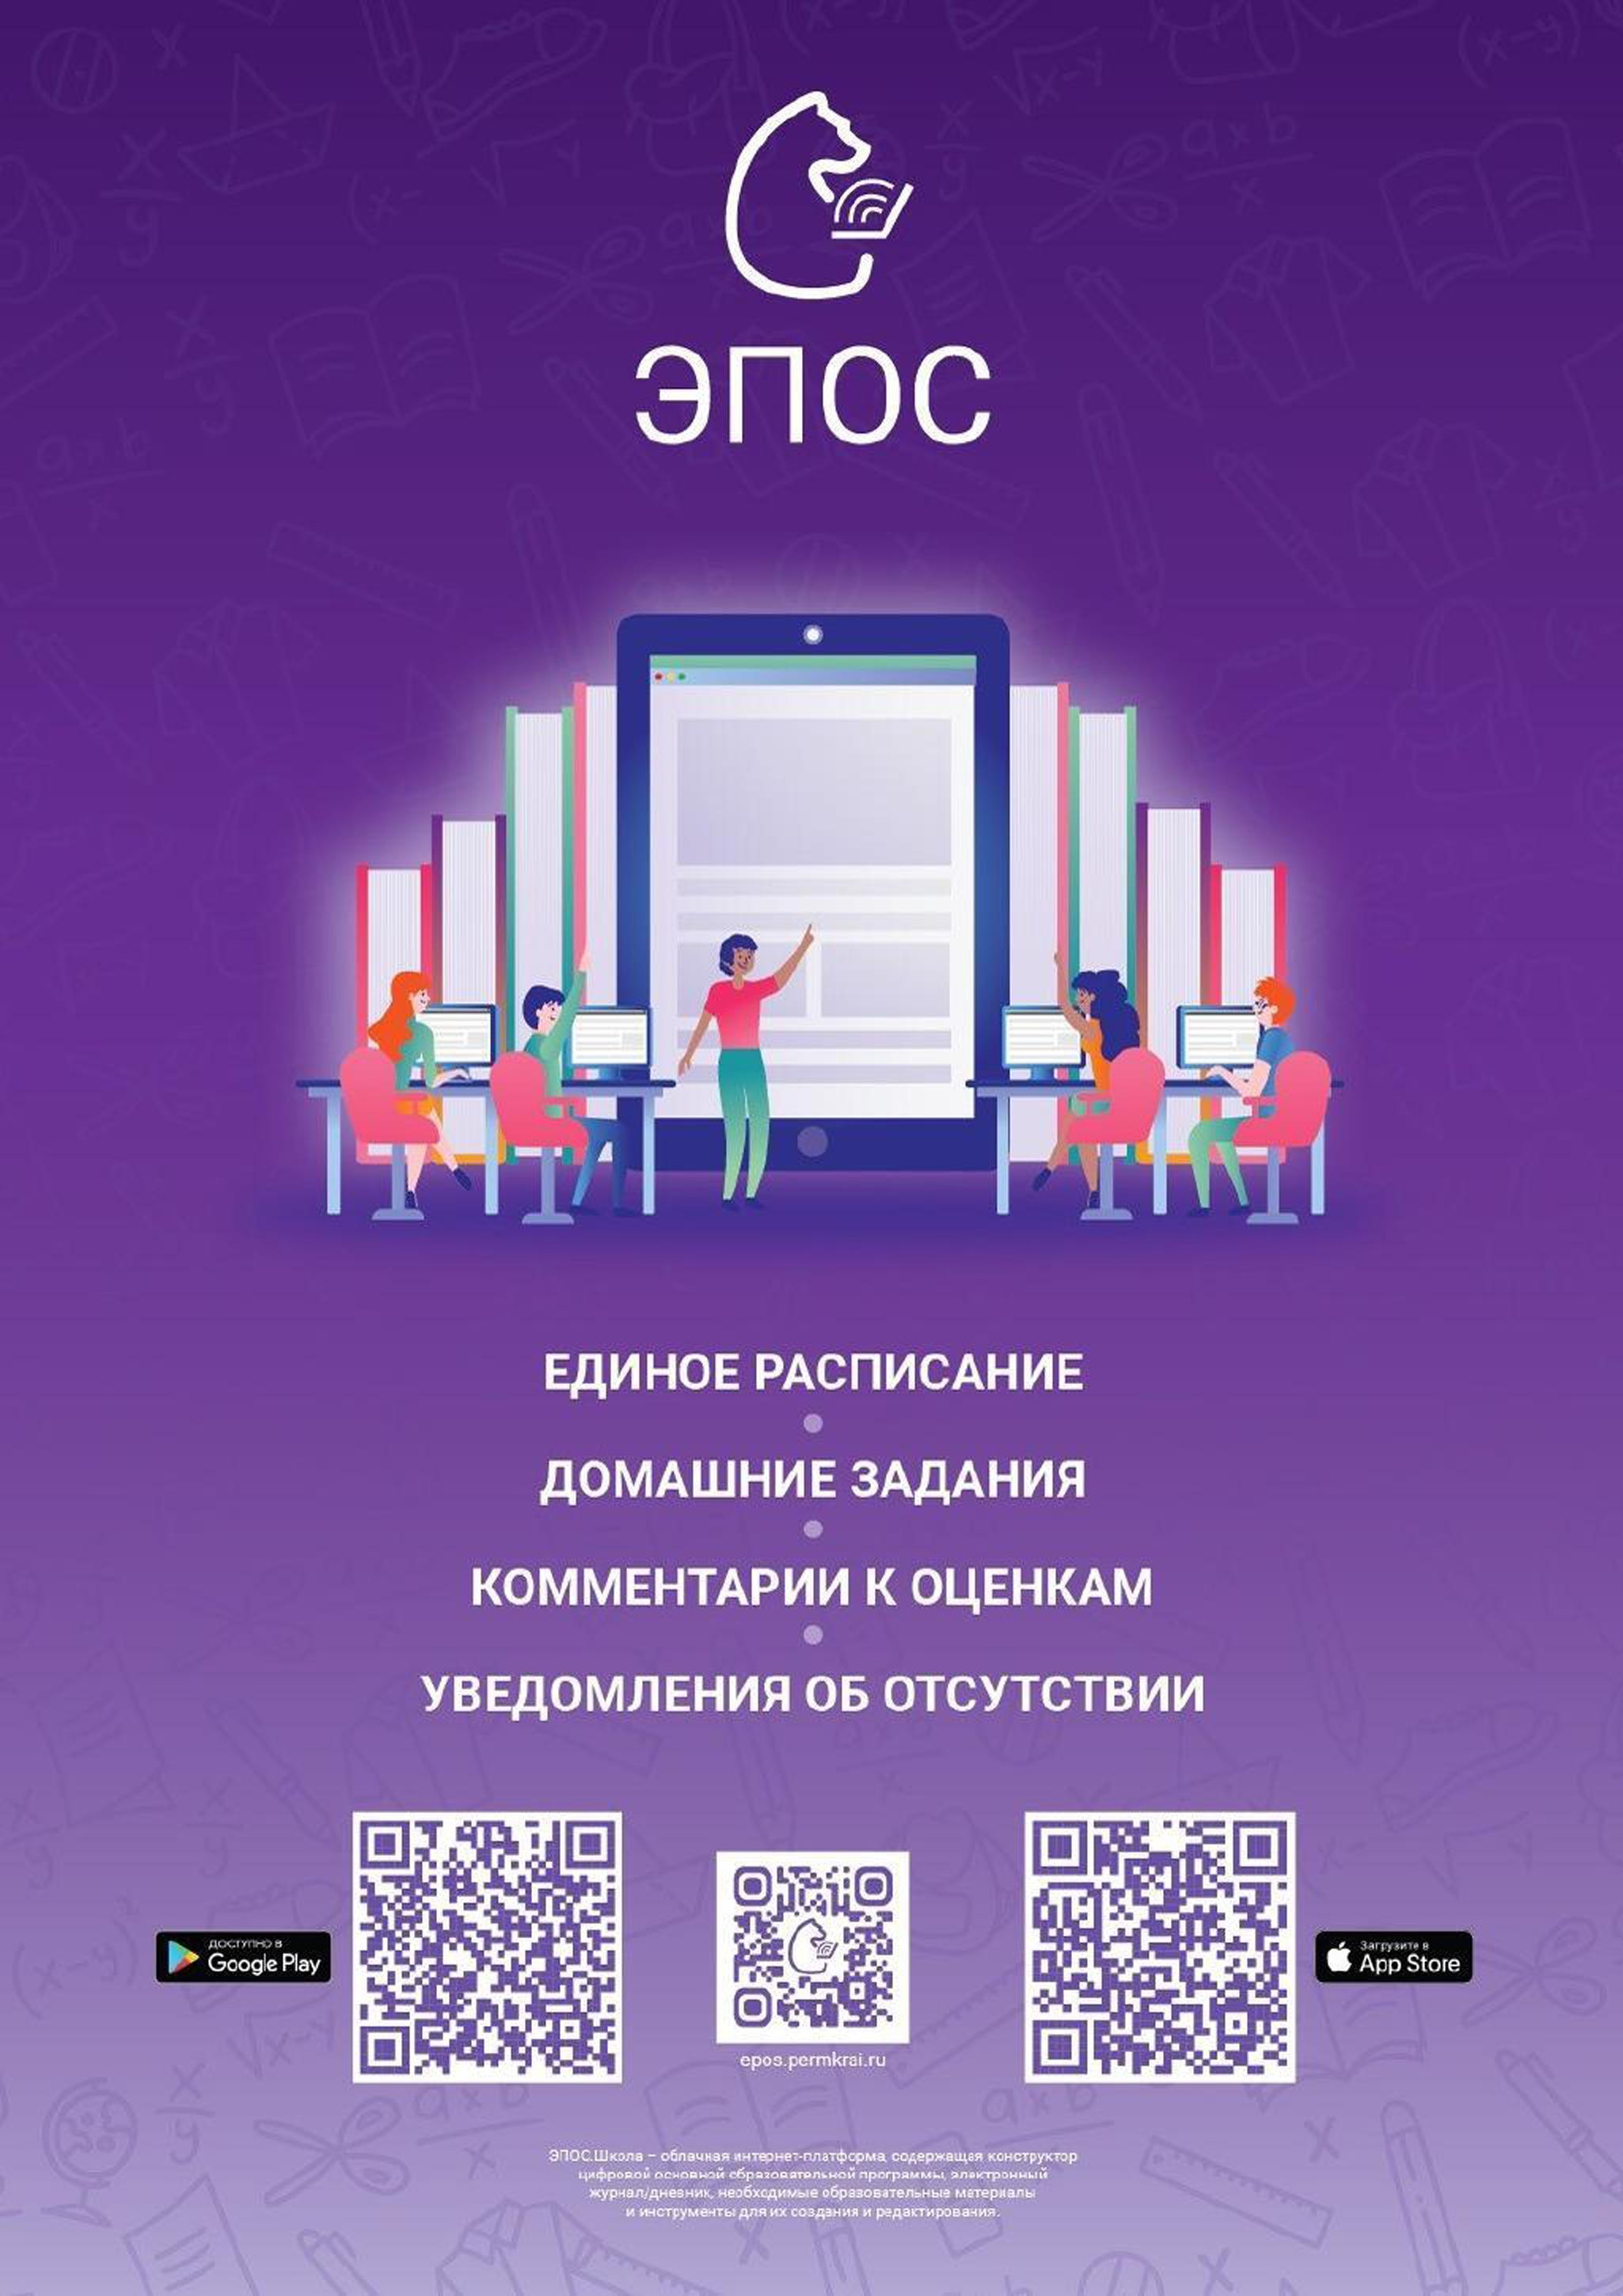 ЭПОС
ЕДИНОЕ РАСПИСАНИЕ
ДОМАШНИЕ ЗАДАНИЯ
КОММЕНТАРИИ К ОЦЕНКАМ
УВЕДОМЛЕНИЯ ОБ ОТСУТСТВИИ
ДОСТУПНО В
Google Play
epos.permkrai.ru
Загрузите в
App Store
ЭПОС.Школа – облачная интернет-платформа, содержащая конструктор
цифровой основной образовательной программы, электронный
журнал/дневник, необходимые образовательные материалы
и инструменты для их создания и редактирования.